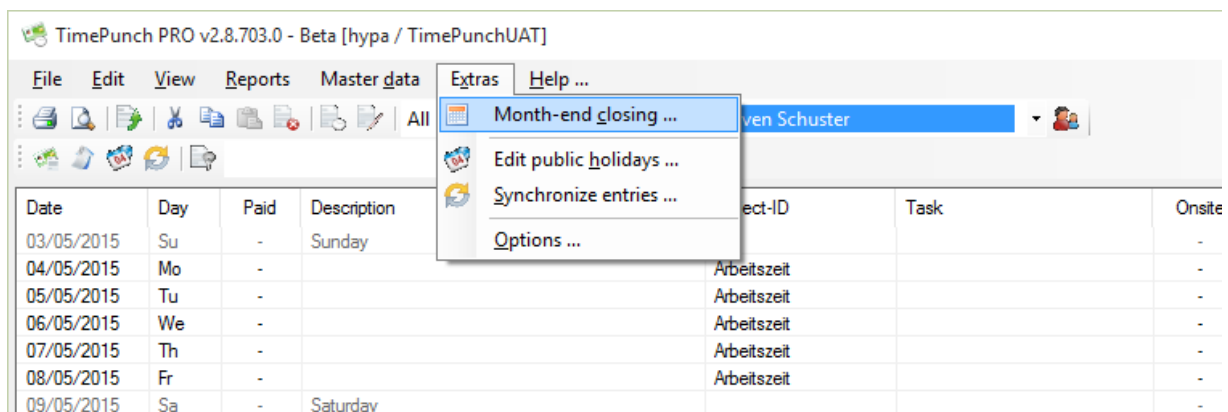 TimePunch PRO v2.8.703.0 - Beta [hypa / TimePunchUAT]
File Edit View Reports Master data Extras Help ...
All Month-end closing ... ven Schuster
Edit public holidays ...
Synchronize entries ...
Options ...
Date Day Paid Description ect-ID Task Onsite
03/05/2015 Su - Sunday -
04/05/2015 Mo - Arbeitszeit -
05/05/2015 Tu - Arbeitszeit -
06/05/2015 We - Arbeitszeit -
07/05/2015 Th - Arbeitszeit -
08/05/2015 Fr - Arbeitszeit -
09/05/2015 Sa - Saturday -